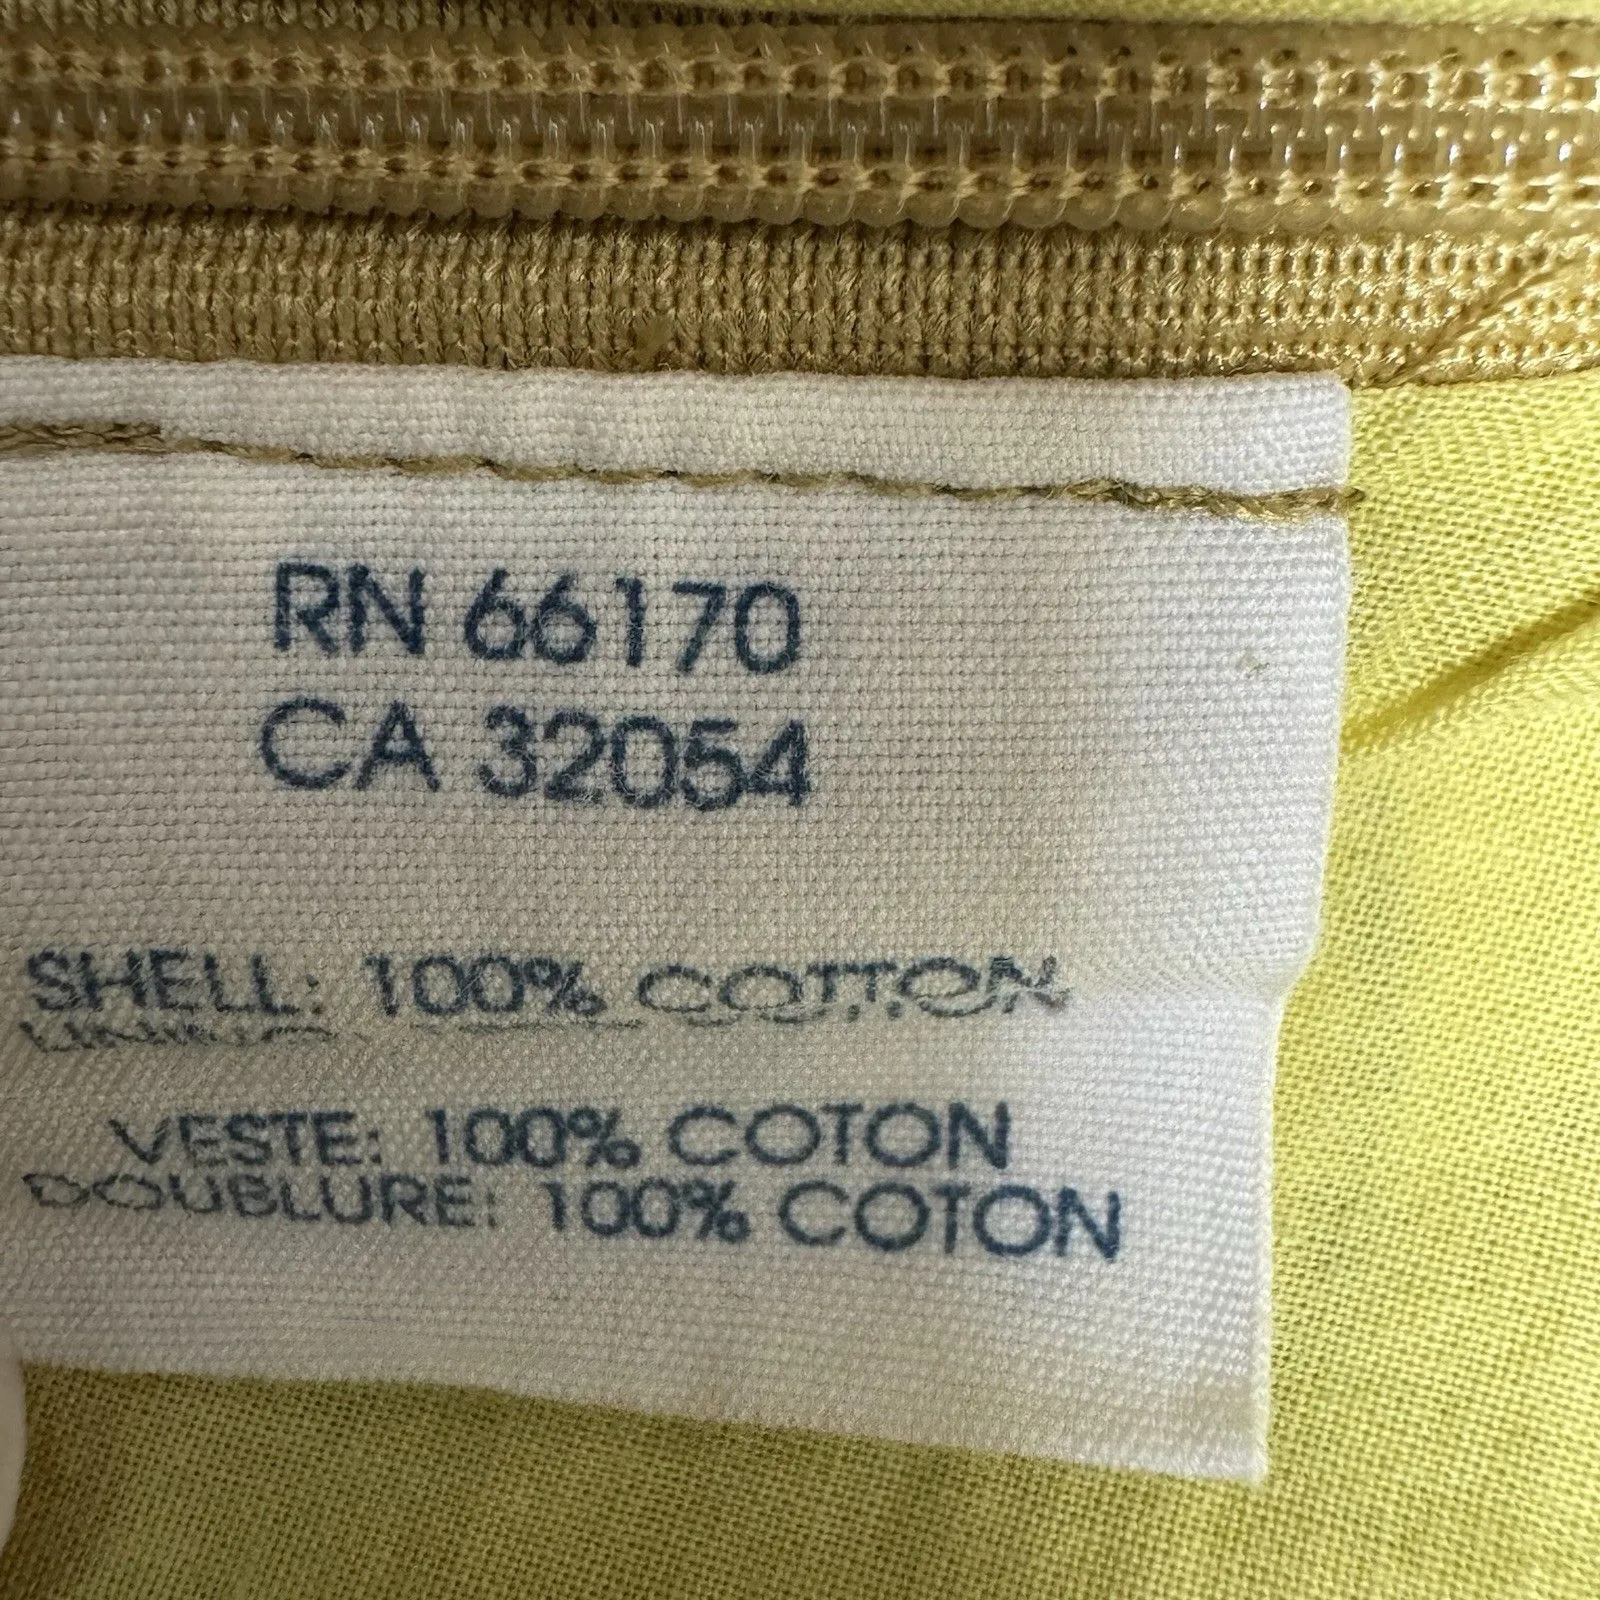 RN 66170
CA 32054
SHELL: 100% COTTON
VESTE: 100% COTON
DOUBLURE: 100% COTON